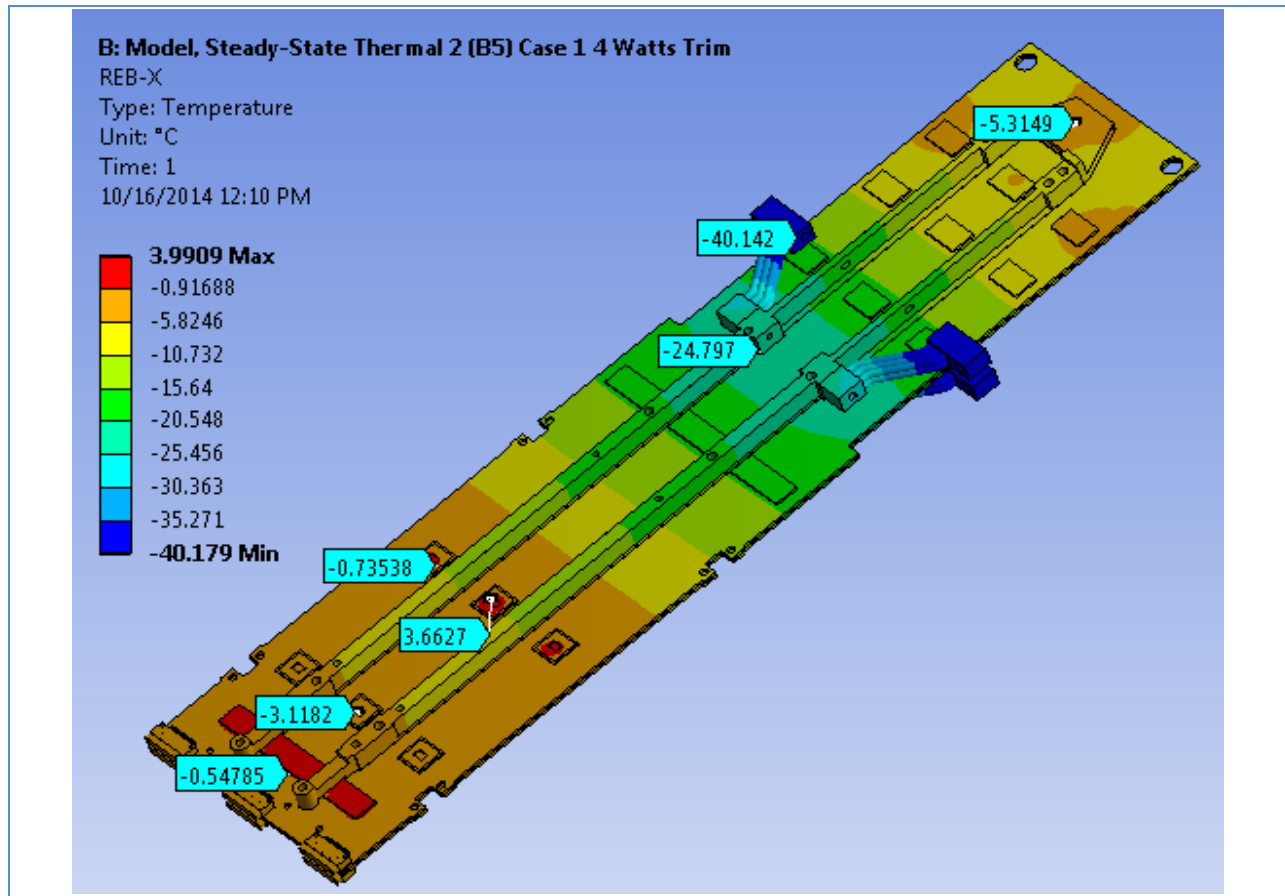 B: Model, Steady-State Thermal 2 (B5) Case 1 4 Watts Trim
REB-X
Type: Temperature
Unit: °C
Time: 1
10/16/2014 12:10 PM
3.9909 Max
-0.91688
-5.8246
-10.732
-15.64
-20.548
-25.456
-30.363
-35.271
-40.179 Min
-5.3149
-40.142
-24.797
-0.73538
3.6627
-3.1182
-0.54785